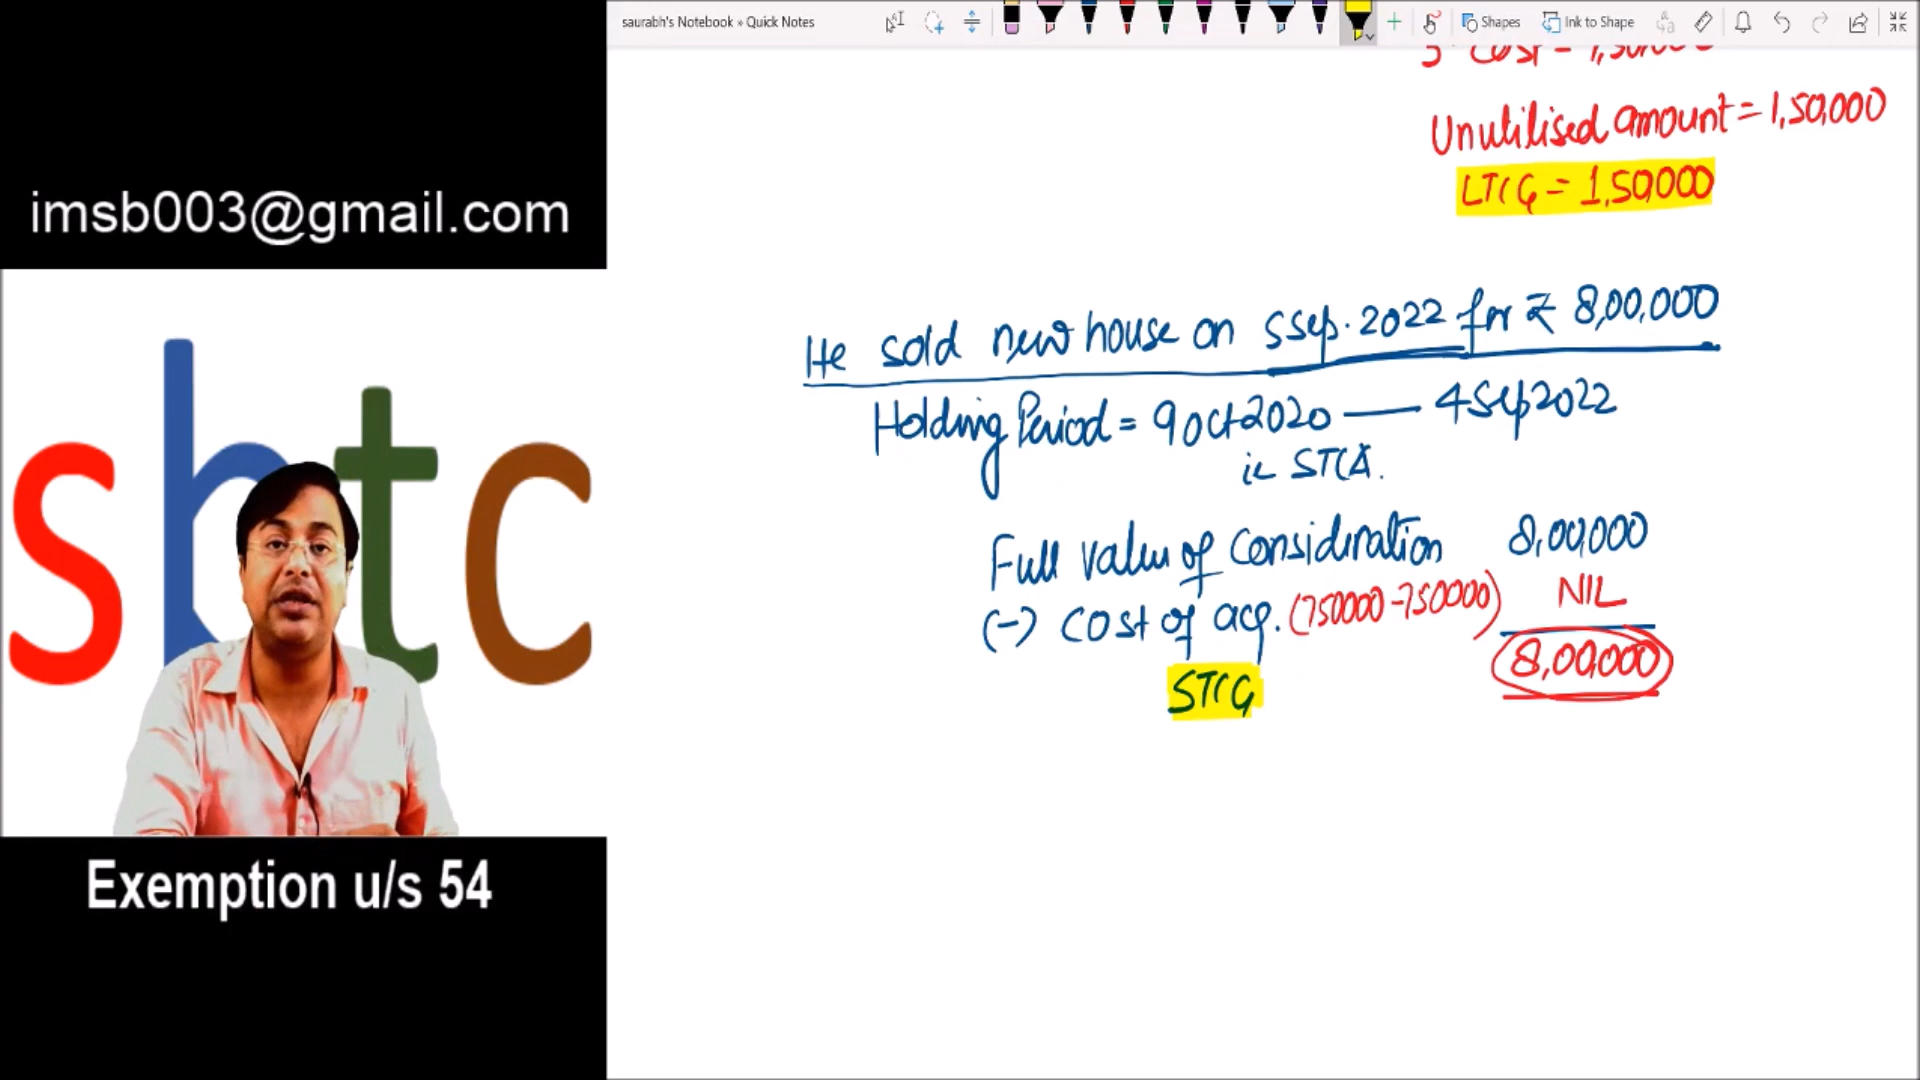 imsb003@gmail.com
sbtc
Exemption u/s 54
saurabh's Notebook » Quick Notes
Shapes
Ink to Shape
Unutilised amount = 1,50,000
LTCG = 1,50,000
He sold new house on 5 Sep. 2022 for ₹ 8,00,000
Holding Period = 9 Oct 2020 — 4 Sep 2022
ie STCA.
Full value of consideration 8,00,000
(-) Cost of acq. (750000-750000) NIL
STCG 8,00,000